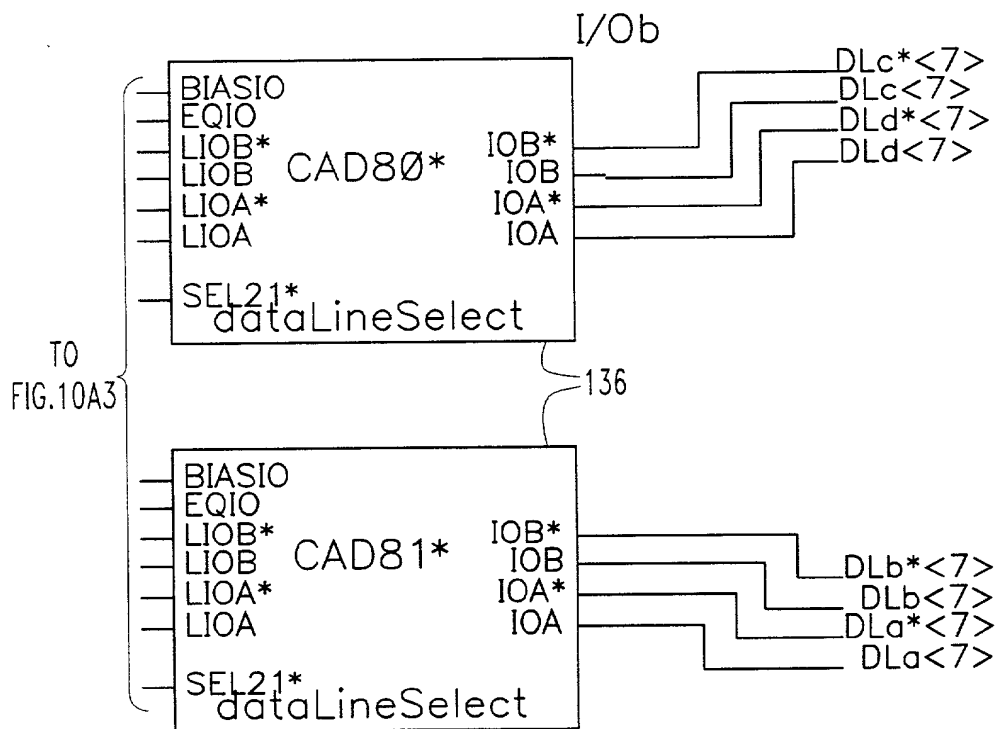 I/Ob
BIASIO
EQIO
LIOB*
LIOB
LIOA*
LIOA
SEL21*
CAD80*
dataLineSelect
IOB*
IOB
IOA*
IOA
DLc*<7>
DLc<7>
DLd*<7>
DLd<7>
TO
FIG.10A3
136
BIASIO
EQIO
LIOB*
LIOB
LIOA*
LIOA
SEL21*
CAD81*
dataLineSelect
IOB*
IOB
IOA*
IOA
DLb*<7>
DLb<7>
DLa*<7>
DLa<7>